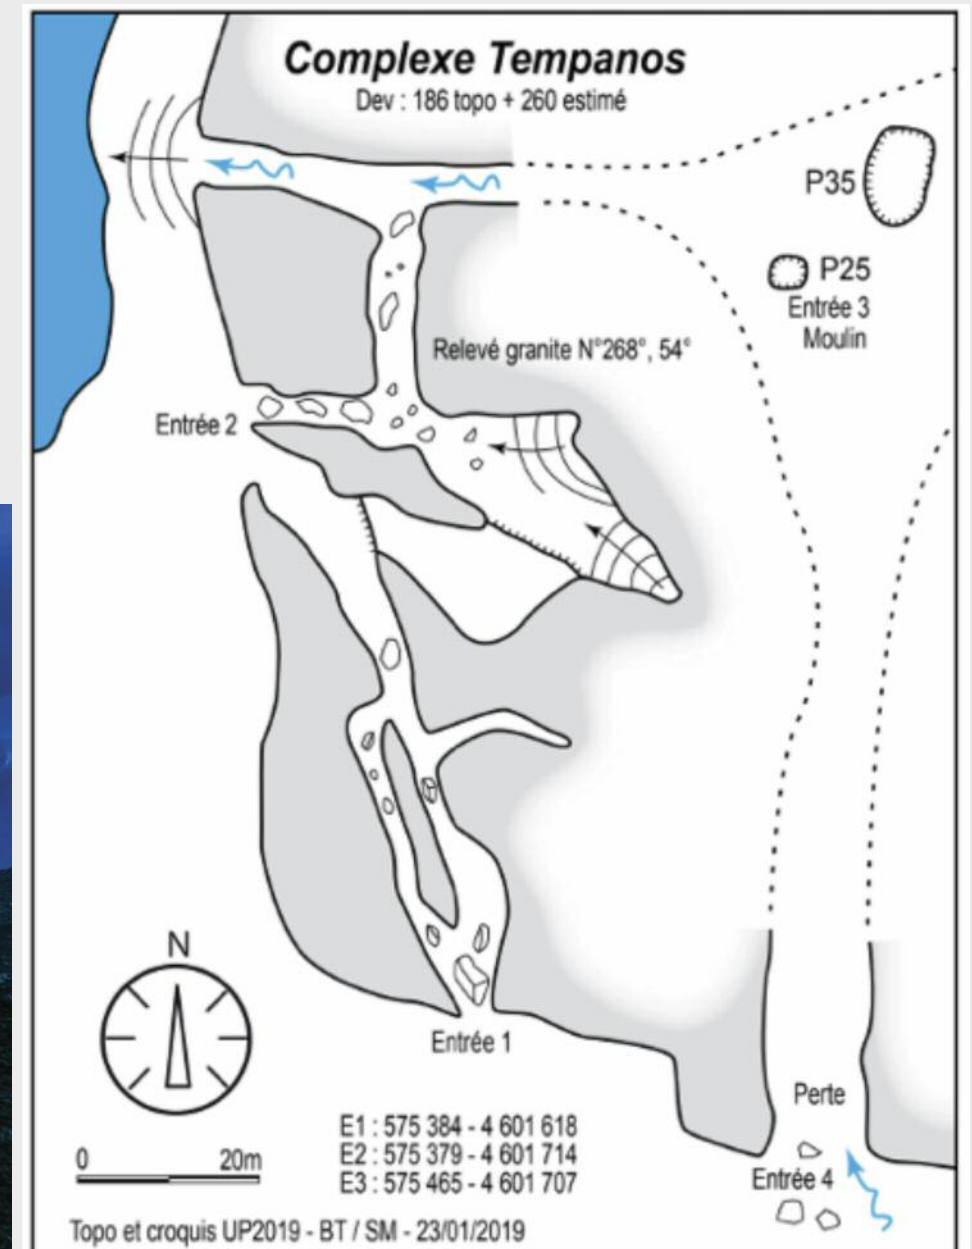 Complexe Tempanos
Dev : 186 topo + 260 estimé
P35
P25
Entrée 3
Moulin
Relevé granite N°268°, 54°
Entrée 2
N
Entrée 1
Perte
Entrée 4
0 20m
E1 : 575 384 - 4 601 618
E2 : 575 379 - 4 601 714
E3 : 575 465 - 4 601 707
Topo et croquis UP2019 - BT / SM - 23/01/2019